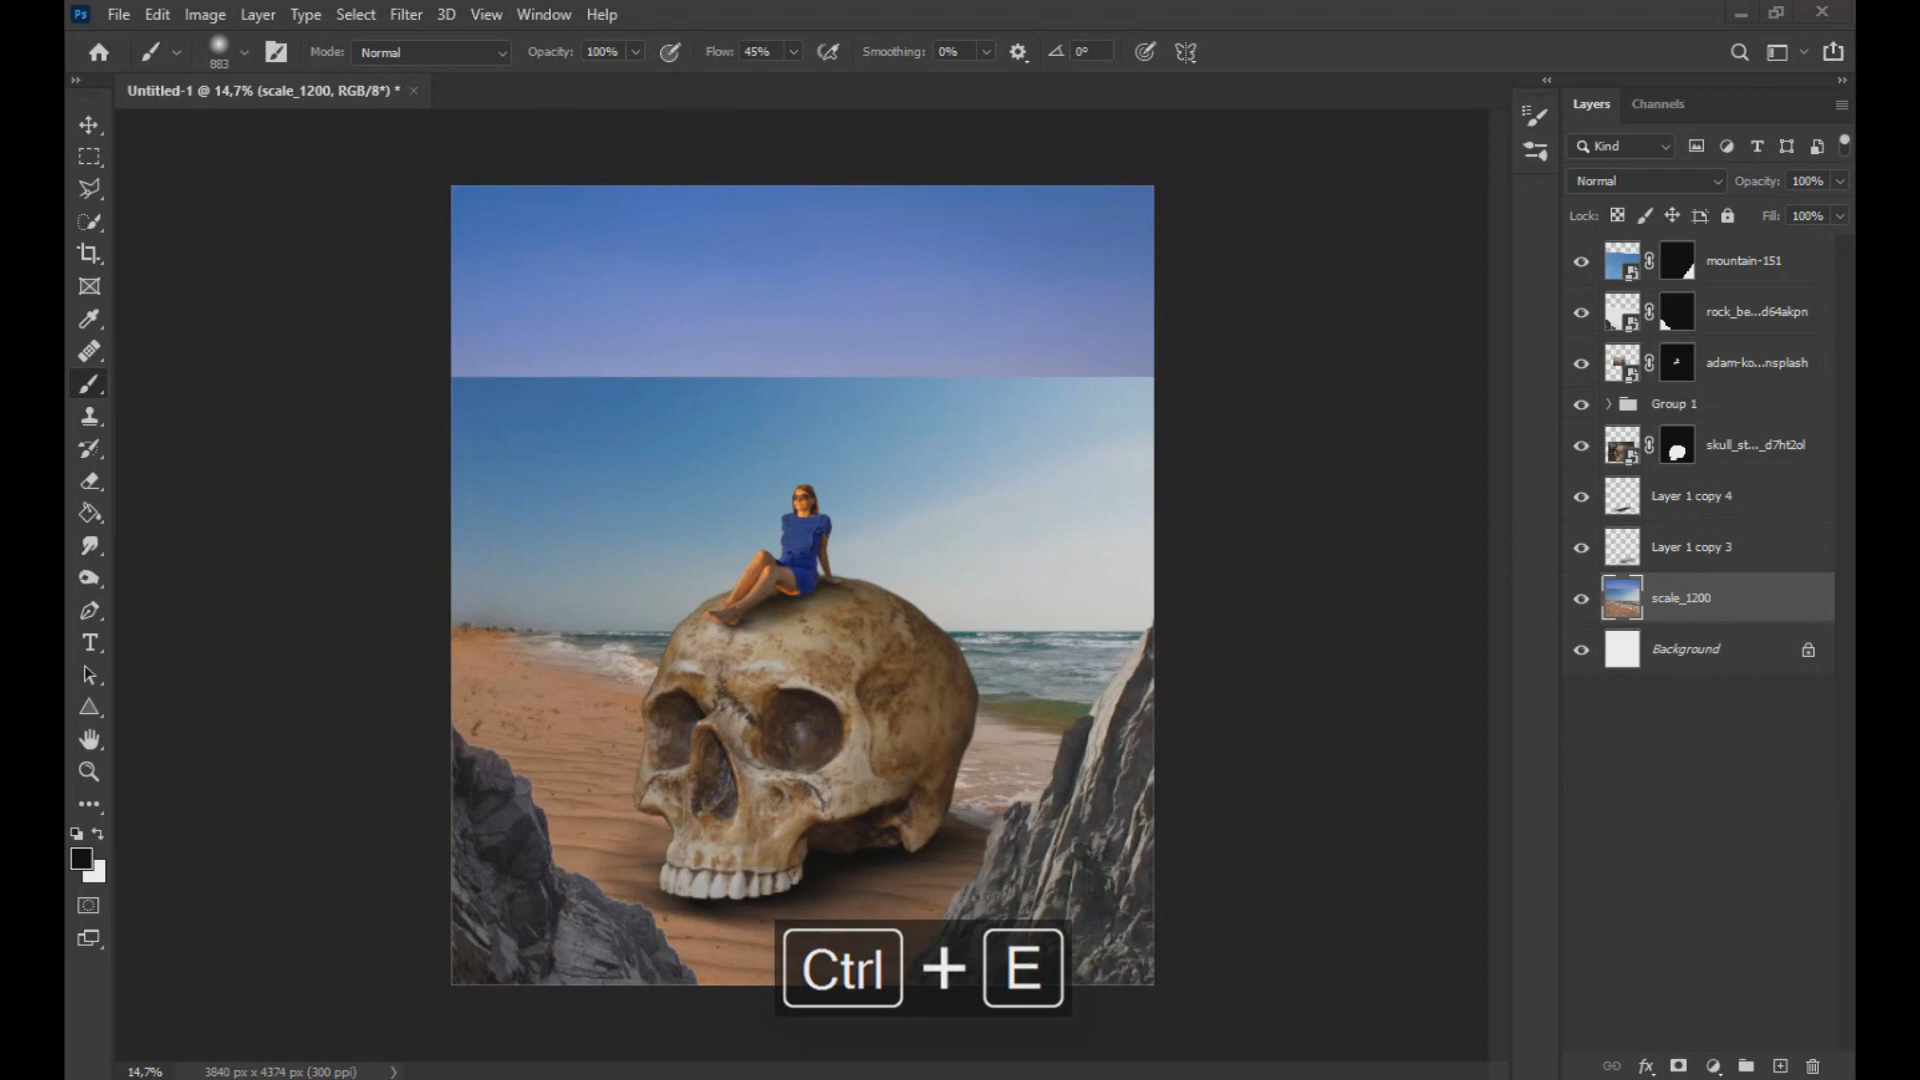 Ps File Edit Image Layer Type Select Filter 3D View Window Help
883 Mode: Normal Opacity: 100% Flow: 45% Smoothing: 0% 0°
Untitled-1 @ 14,7% (scale_1200, RGB/8*) * ×
Layers Channels
Kind
Normal Opacity: 100%
Lock: Fill: 100%
mountain-151
rock_be...d64akpn
adam-ko...nsplash
Group 1
skull_st..._d7ht2ol
Layer 1 copy 4
Layer 1 copy 3
scale_1200
Background
Ctrl + E
14,7% 3840 px x 4374 px (300 ppi)